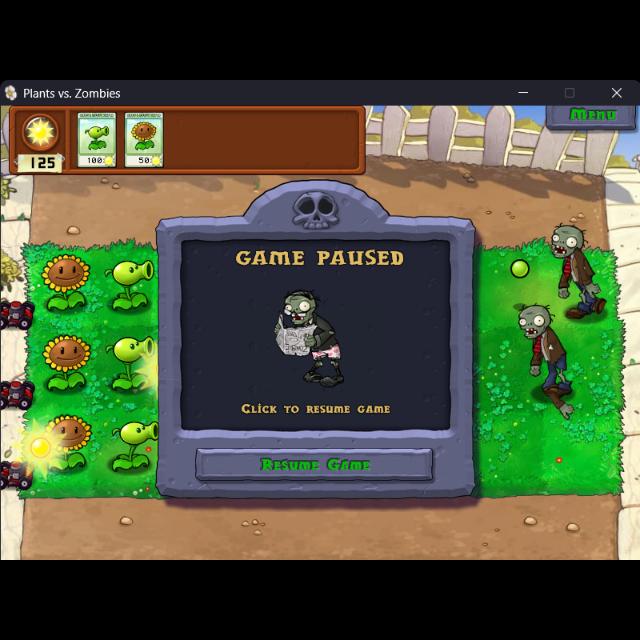 Plants vs. Zombies
MENU
125
100
50
GAME PAUSED
CLICK TO RESUME GAME
RESUME GAME